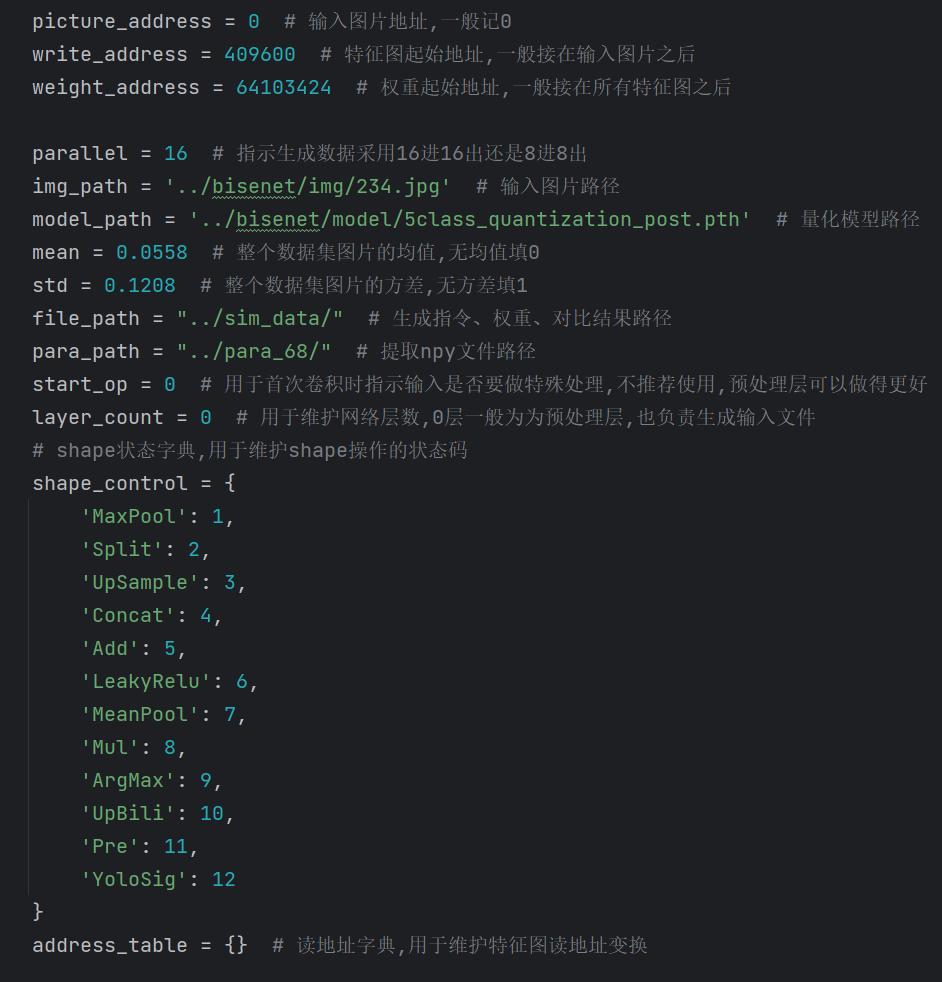 picture_address = 0  # 输入图片地址,一般记0
write_address = 409600  # 特征图起始地址,一般接在输入图片之后
weight_address = 64103424  # 权重起始地址,一般接在所有特征图之后
parallel = 16  # 指示生成数据采用16进16出还是8进8出
img_path = '../bisenet/img/234.jpg'  # 输入图片路径
model_path = '../bisenet/model/5class_quantization_post.pth'  # 量化模型路径
mean = 0.0558  # 整个数据集图片的均值,无均值填0
std = 0.1208  # 整个数据集图片的方差,无方差填1
file_path = "../sim_data/"  # 生成指令、权重、对比结果路径
para_path = "../para_68/"  # 提取npy文件路径
start_op = 0  # 用于首次卷积时指示输入是否要做特殊处理,不推荐使用,预处理层可以做得更好
layer_count = 0  # 用于维护网络层数,0层一般为为预处理层,也负责生成输入文件
# shape状态字典,用于维护shape操作的状态码
shape_control = {
    'MaxPool': 1,
    'Split': 2,
    'UpSample': 3,
    'Concat': 4,
    'Add': 5,
    'LeakyRelu': 6,
    'MeanPool': 7,
    'Mul': 8,
    'ArgMax': 9,
    'UpBili': 10,
    'Pre': 11,
    'YoloSig': 12
}
address_table = {}  # 读地址字典,用于维护特征图读地址变换